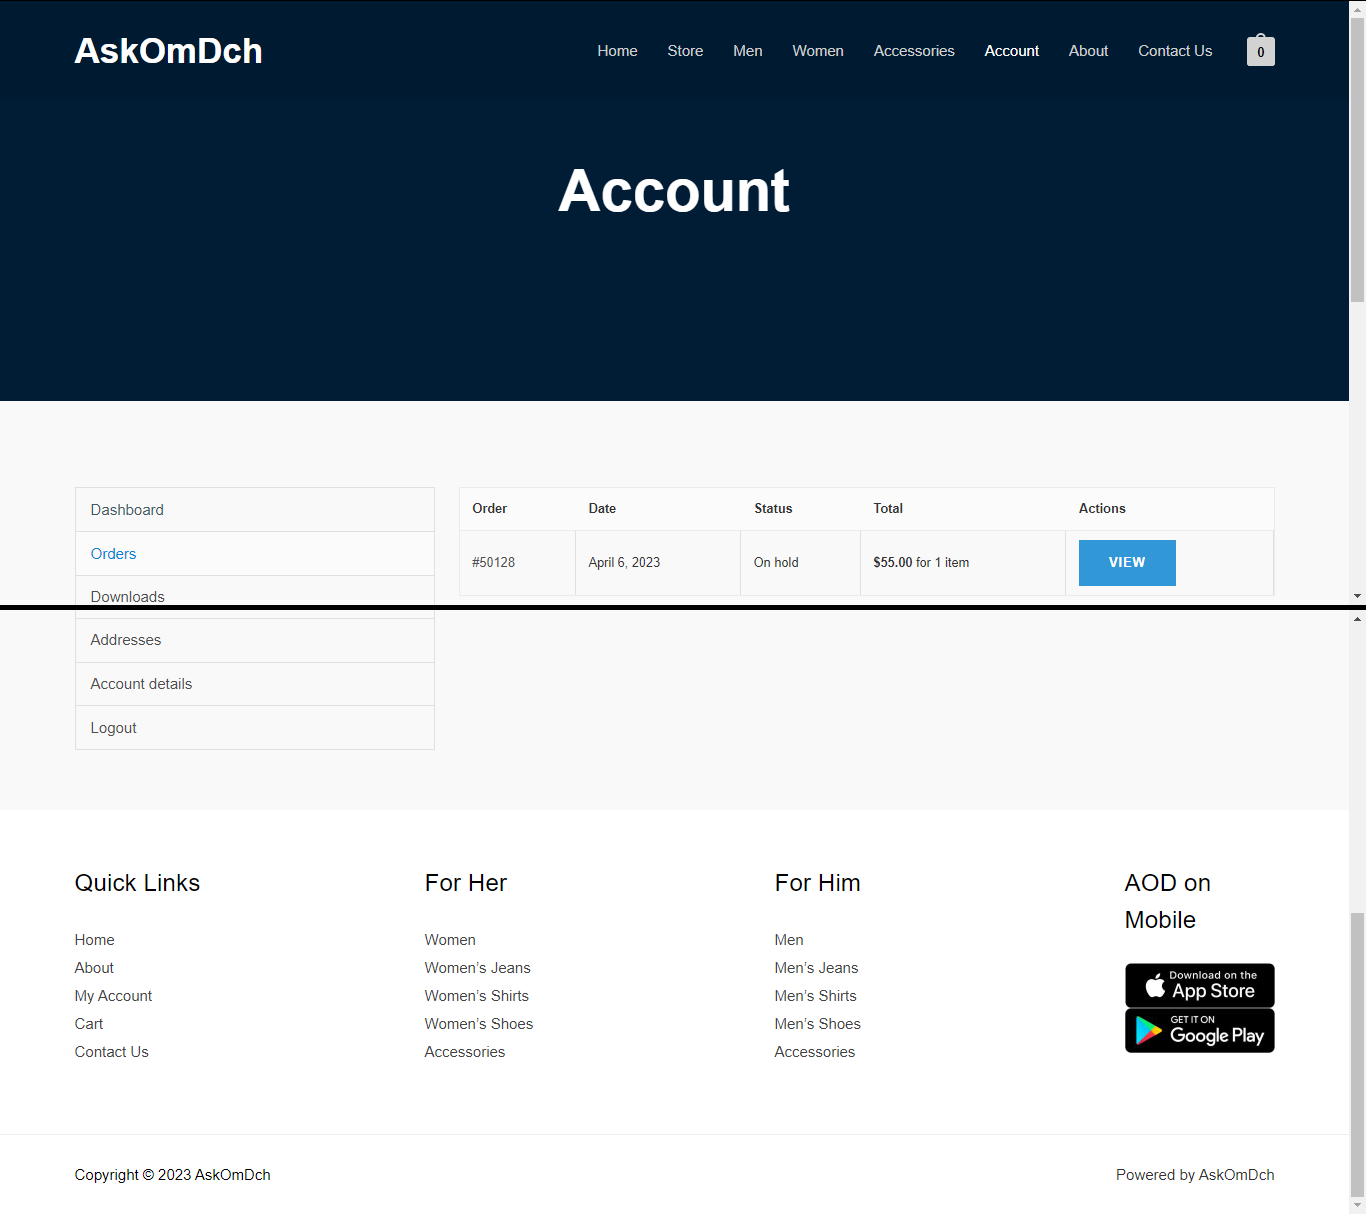 AskOmDch
Home Store Men Women Accessories Account About Contact Us 0
Account
Dashboard
Orders
Downloads
Addresses
Account details
Logout
Order Date Status Total Actions
#50128 April 6, 2023 On hold $55.00 for 1 item VIEW
Quick Links
Home
About
My Account
Cart
Contact Us
For Her
Women
Women’s Jeans
Women’s Shirts
Women’s Shoes
Accessories
For Him
Men
Men’s Jeans
Men’s Shirts
Men’s Shoes
Accessories
AOD on
Mobile
Download on the
App Store
GET IT ON
Google Play
Copyright © 2023 AskOmDch
Powered by AskOmDch